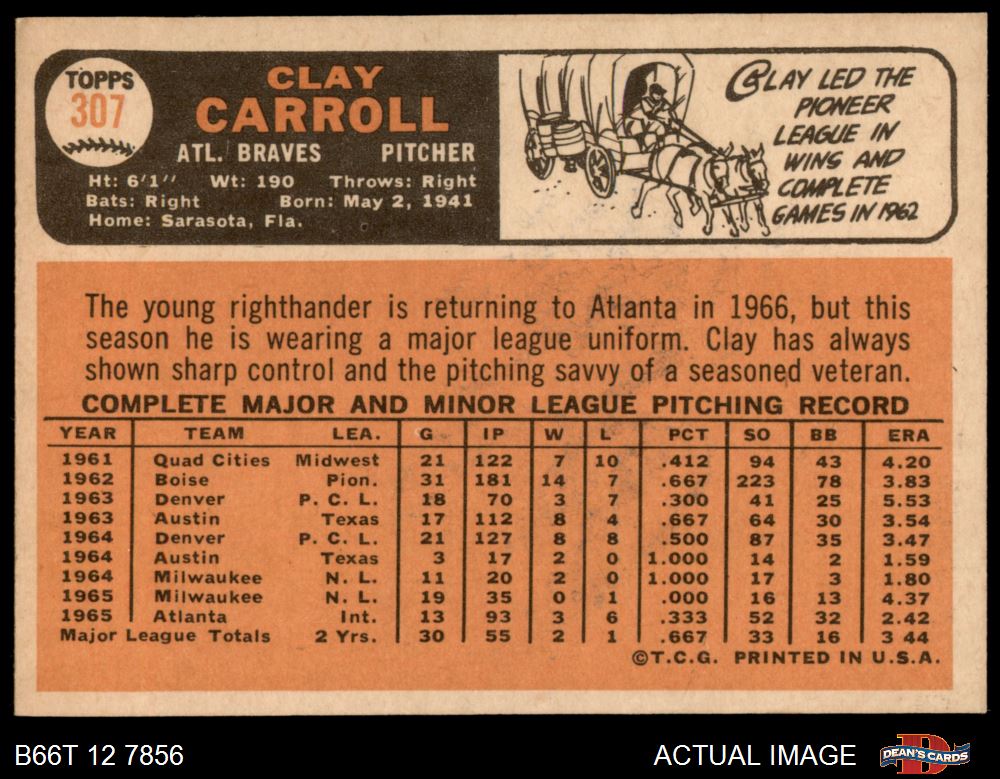 TOPPS
307
CLAY
CARROLL
ATL. BRAVES PITCHER
Ht: 6'1" Wt: 190 Throws: Right
Bats: Right Born: May 2, 1941
Home: Sarasota, Fla.
CLAY LED THE
PIONEER
LEAGUE IN
WINS AND
COMPLETE
GAMES IN 1962
The young righthander is returning to Atlanta in 1966, but this
season he is wearing a major league uniform. Clay has always
shown sharp control and the pitching savvy of a seasoned veteran.
COMPLETE MAJOR AND MINOR LEAGUE PITCHING RECORD
YEAR TEAM LEA. G IP W L PCT SO BB ERA
1961 Quad Cities Midwest 21 122 7 10 .412 94 43 4.20
1962 Boise Pion. 31 181 14 7 .667 223 78 3.83
1963 Denver P. C. L. 18 70 3 7 .300 41 25 5.53
1963 Austin Texas 17 112 8 4 .667 64 30 3.54
1964 Denver P. C. L. 21 127 8 8 .500 87 35 3.47
1964 Austin Texas 3 17 2 0 1.000 14 2 1.59
1964 Milwaukee N. L. 11 20 2 0 1.000 17 3 1.80
1965 Milwaukee N. L. 19 35 0 1 .000 16 13 4.37
1965 Atlanta Int. 13 93 3 6 .333 52 32 2.42
Major League Totals 2 Yrs. 30 55 2 1 .667 33 16 3 44
©T.C.G. PRINTED IN U.S.A.
B66T 12 7856 ACTUAL IMAGE DEAN'S CARDS